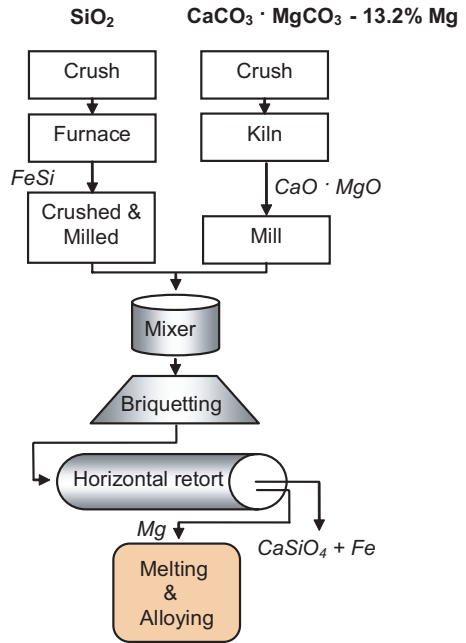 SiO₂
CaCO₃ · MgCO₃ - 13.2% Mg
Crush
Crush
Furnace
Kiln
FeSi
CaO · MgO
Crushed &
Milled
Mill
Mixer
Briquetting
Horizontal retort
Mg
CaSiO₄ + Fe
Melting
&
Alloying